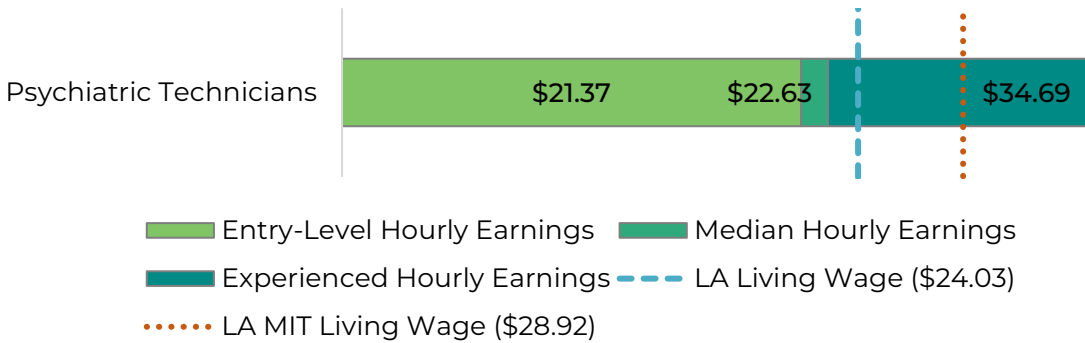 Psychiatric Technicians $21.37 $22.63 $34.69
Entry-Level Hourly Earnings Median Hourly Earnings
Experienced Hourly Earnings LA Living Wage ($24.03)
LA MIT Living Wage ($28.92)